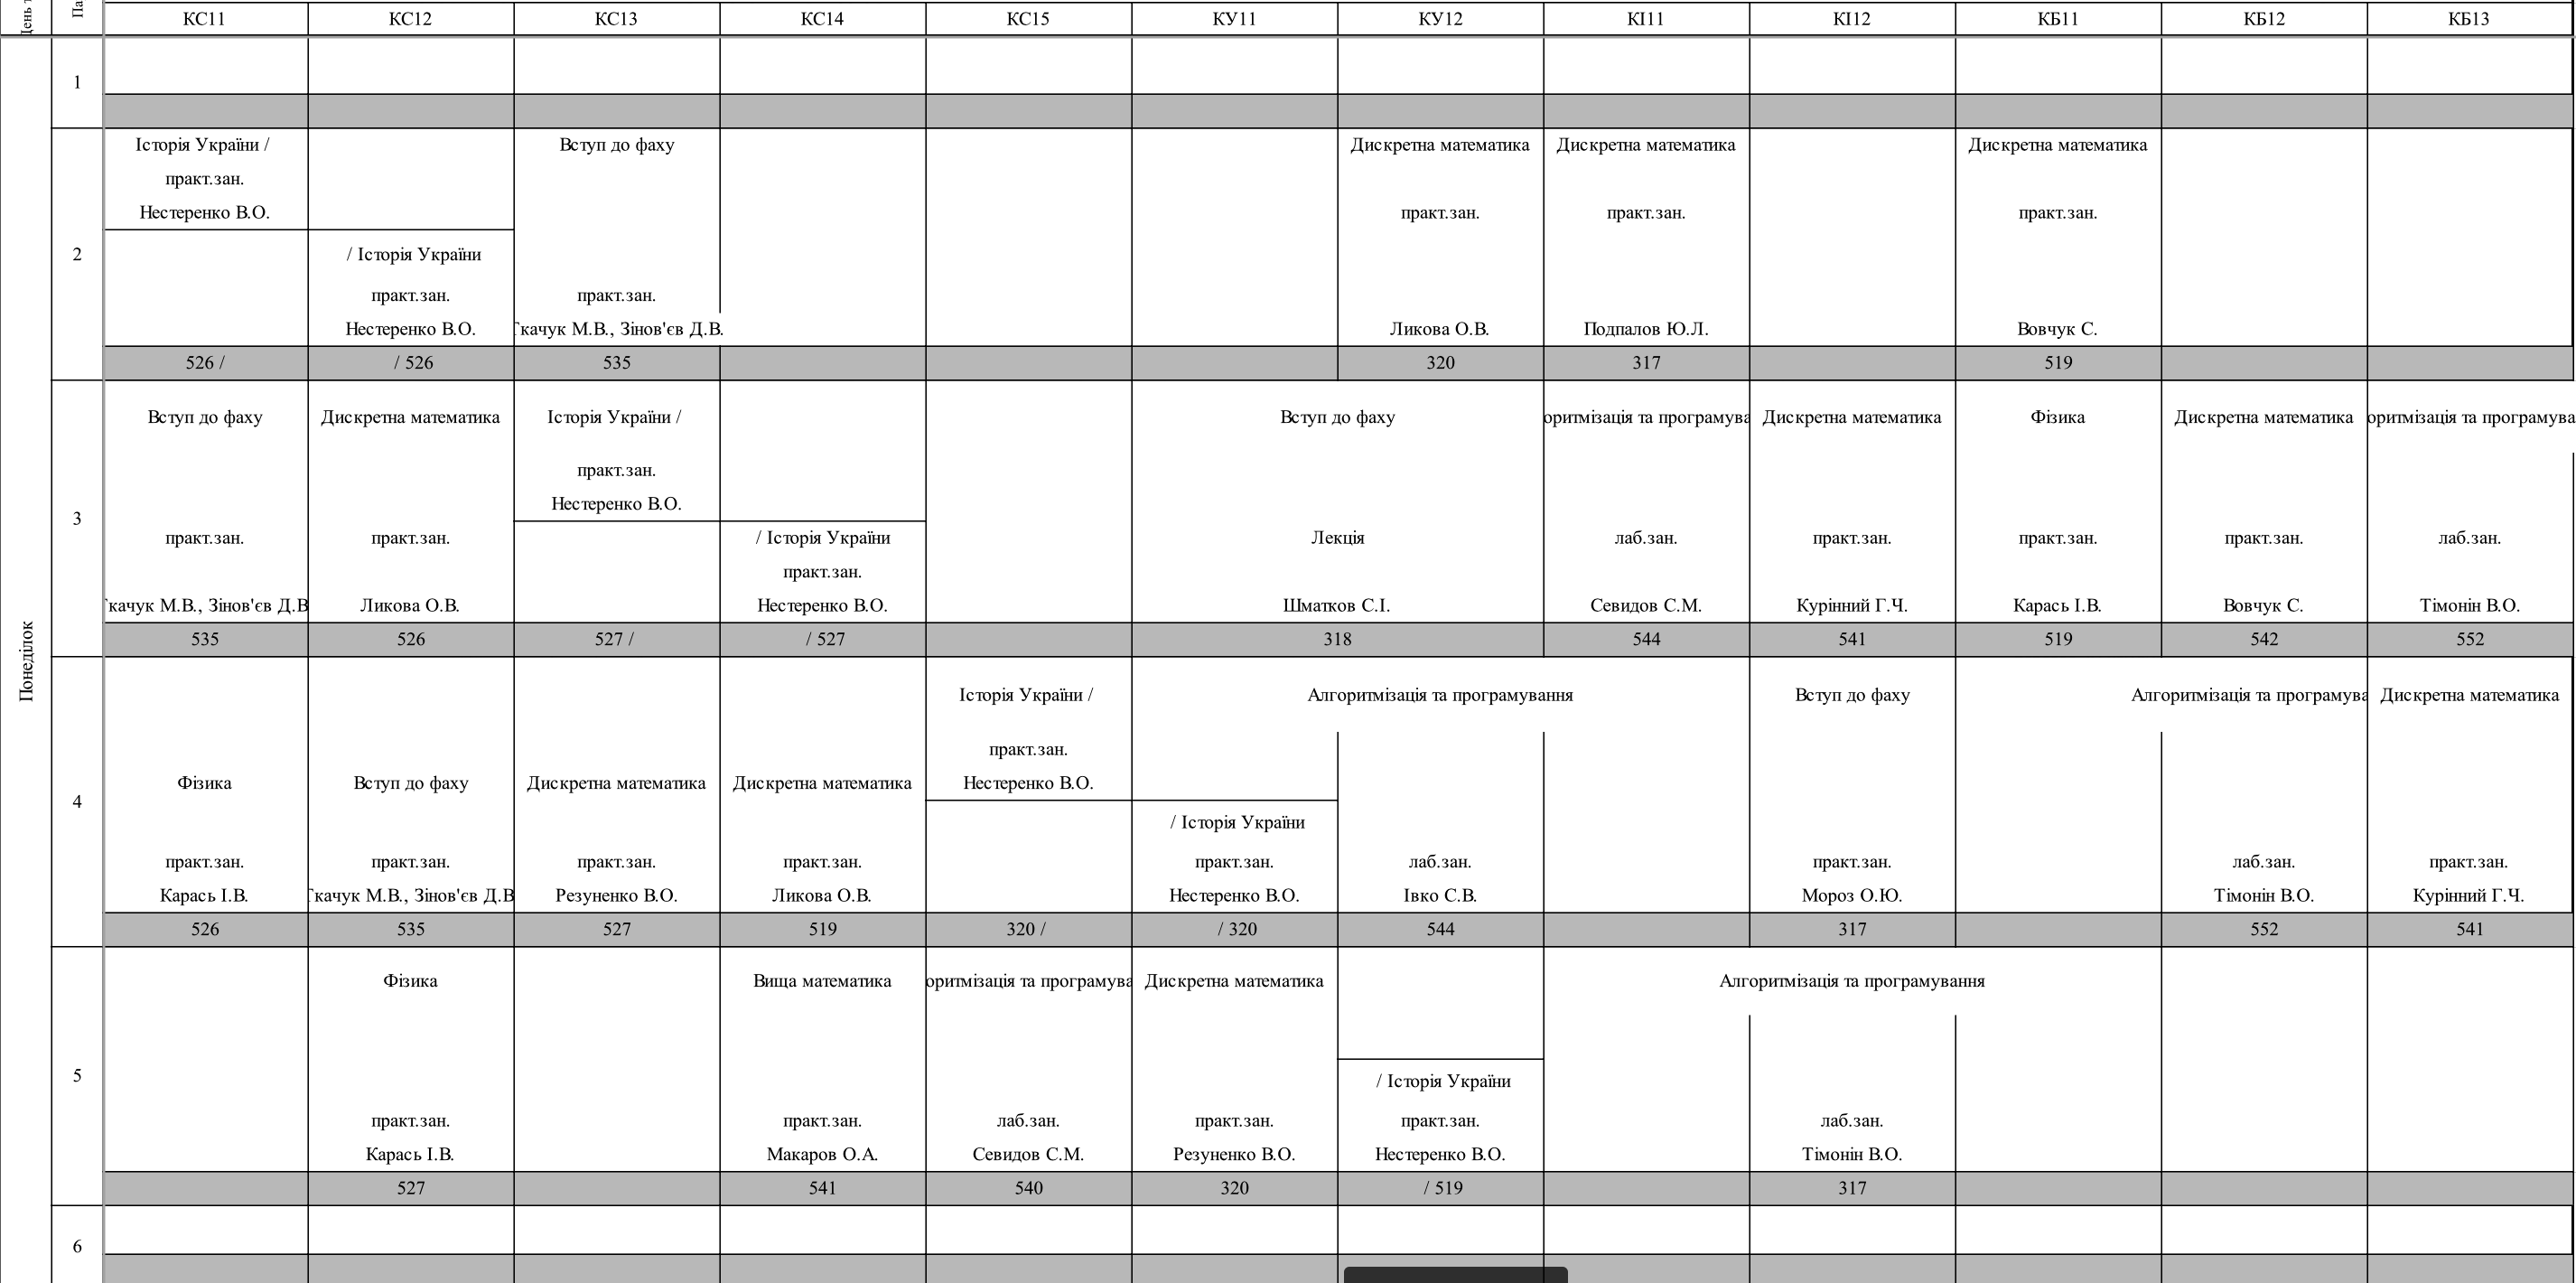 КС11 КС12 КС13 КС14 КС15 КУ11 КУ12 КІ11 КІ12 КБ11 КБ12 КБ13
Понеділок
1
2
Історія України / Вступ до фаху Дискретна математика Дискретна математика Дискретна математика
практ.зан.
Нестеренко В.О. практ.зан. практ.зан. практ.зан.
/ Історія України
практ.зан. практ.зан.
Нестеренко В.О. Ткачук М.В., Зінов'єв Д.В. Ликова О.В. Подпалов Ю.Л. Вовчук С.
526 / / 526 535 320 317 519
3
Вступ до фаху Дискретна математика Історія України / Вступ до фаху оритмізація та програмува Дискретна математика Фізика Дискретна математика оритмізація та програмува
практ.зан.
Нестеренко В.О.
практ.зан. практ.зан. / Історія України Лекція лаб.зан. практ.зан. практ.зан. практ.зан. лаб.зан.
практ.зан.
Ткачук М.В., Зінов'єв Д.В Ликова О.В. Нестеренко В.О. Шматков С.І. Севидов С.М. Курінний Г.Ч. Карась І.В. Вовчук С. Тімонін В.О.
535 526 527 / / 527 318 544 541 519 542 552
4
Історія України / Алгоритмізація та програмування Вступ до фаху Алгоритмізація та програмува Дискретна математика
практ.зан.
Фізика Вступ до фаху Дискретна математика Дискретна математика Нестеренко В.О.
/ Історія України
практ.зан. практ.зан. практ.зан. практ.зан. практ.зан. лаб.зан. практ.зан. лаб.зан. практ.зан.
Карась І.В. Ткачук М.В., Зінов'єв Д.В Резуненко В.О. Ликова О.В. Нестеренко В.О. Івко С.В. Мороз О.Ю. Тімонін В.О. Курінний Г.Ч.
526 535 527 519 320 / / 320 544 317 552 541
5
Фізика Вища математика оритмізація та програмува Дискретна математика Алгоритмізація та програмування
/ Історія України
практ.зан. практ.зан. лаб.зан. практ.зан. практ.зан. лаб.зан.
Карась І.В. Макаров О.А. Севидов С.М. Резуненко В.О. Нестеренко В.О. Тімонін В.О.
527 541 540 320 / 519 317
6